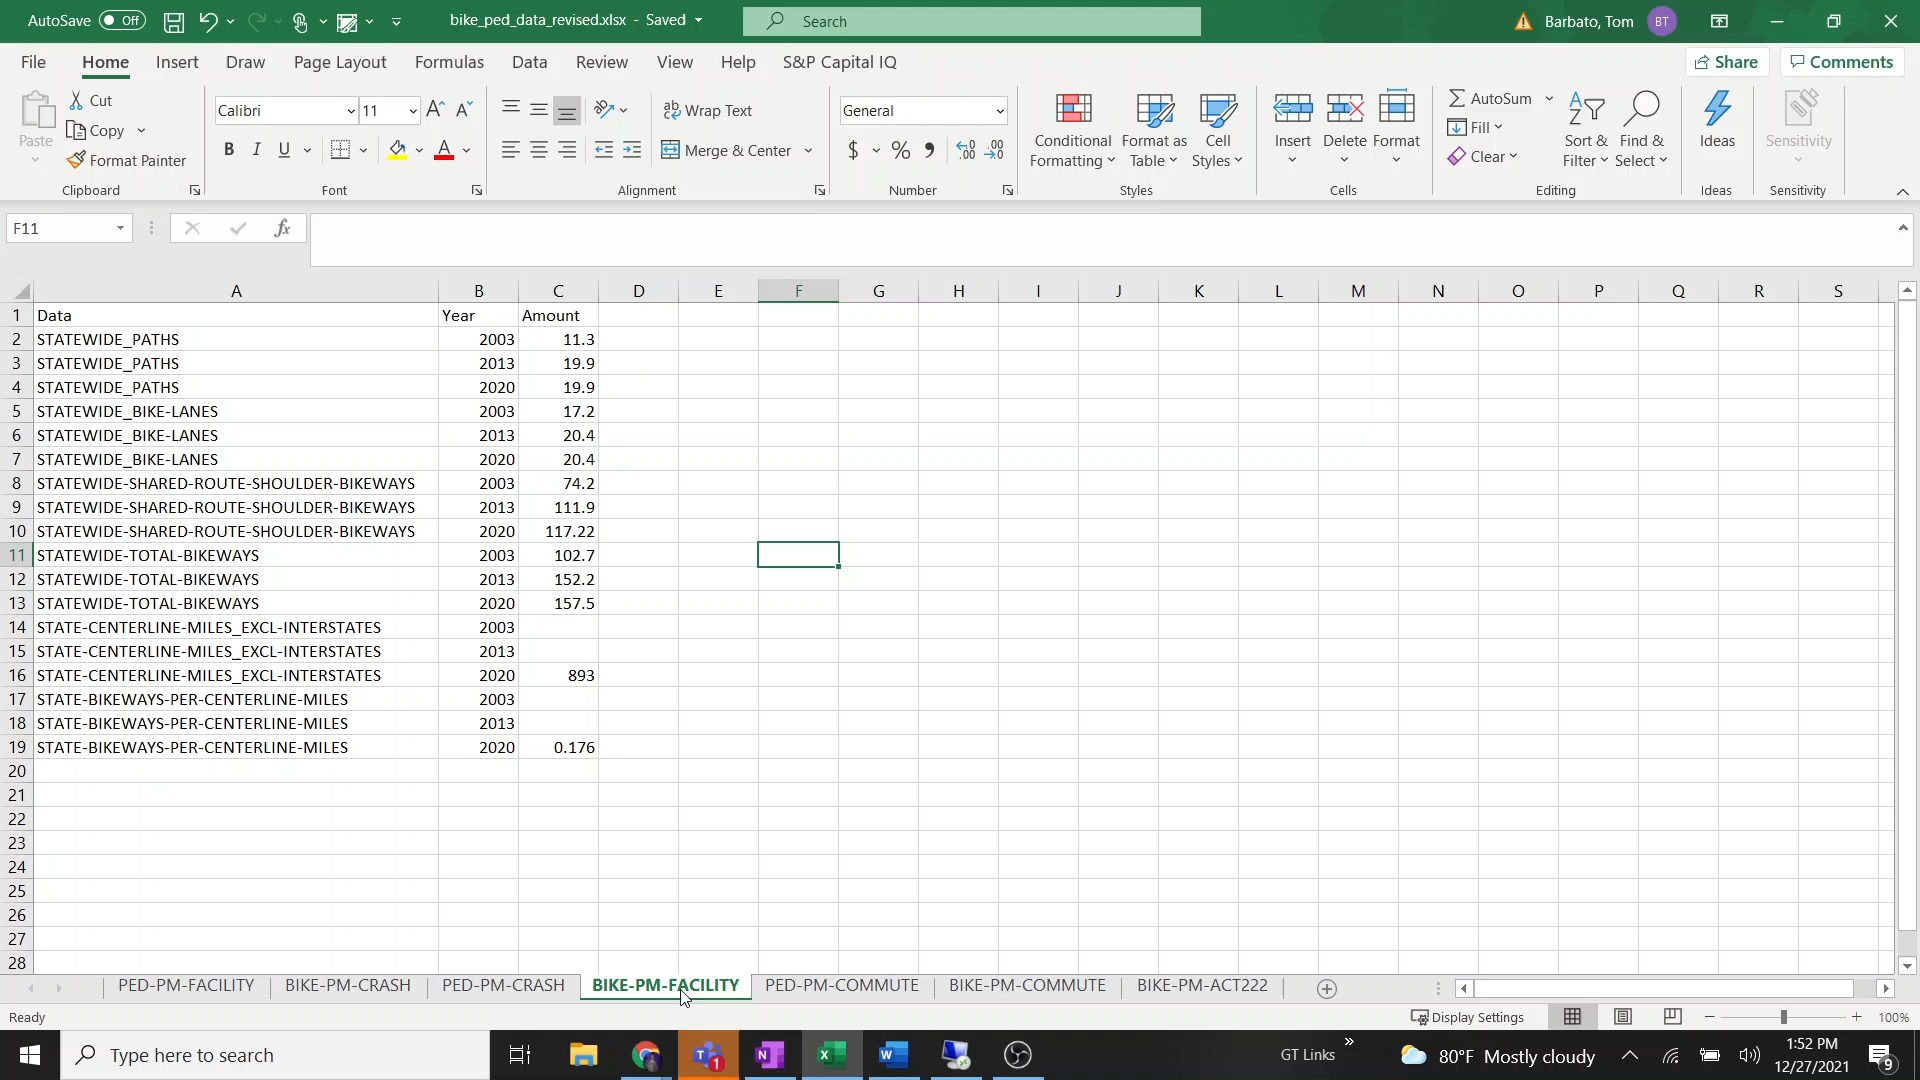 AutoSave Off bike_ped_data_revised.xlsx - Saved Search Barbato, Tom BT
File Home Insert Draw Page Layout Formulas Data Review View Help S&P Capital IQ Share Comments
Paste
Cut
Copy
Format Painter
Clipboard
Calibri 11
B I U
Font
Wrap Text
Merge & Center
Alignment
General
$ % ,
Number
Conditional Formatting
Format as Table
Cell Styles
Styles
Insert
Delete
Format
Cells
AutoSum
Fill
Clear
Sort & Filter
Find & Select
Editing
Ideas
Ideas
Sensitivity
Sensitivity
F11 fx
A B C D E F G H I J K L M N O P Q R S
1 Data Year Amount
2 STATEWIDE_PATHS 2003 11.3
3 STATEWIDE_PATHS 2013 19.9
4 STATEWIDE_PATHS 2020 19.9
5 STATEWIDE_BIKE-LANES 2003 17.2
6 STATEWIDE_BIKE-LANES 2013 20.4
7 STATEWIDE_BIKE-LANES 2020 20.4
8 STATEWIDE-SHARED-ROUTE-SHOULDER-BIKEWAYS 2003 74.2
9 STATEWIDE-SHARED-ROUTE-SHOULDER-BIKEWAYS 2013 111.9
10 STATEWIDE-SHARED-ROUTE-SHOULDER-BIKEWAYS 2020 117.22
11 STATEWIDE-TOTAL-BIKEWAYS 2003 102.7
12 STATEWIDE-TOTAL-BIKEWAYS 2013 152.2
13 STATEWIDE-TOTAL-BIKEWAYS 2020 157.5
14 STATE-CENTERLINE-MILES_EXCL-INTERSTATES 2003
15 STATE-CENTERLINE-MILES_EXCL-INTERSTATES 2013
16 STATE-CENTERLINE-MILES_EXCL-INTERSTATES 2020 893
17 STATE-BIKEWAYS-PER-CENTERLINE-MILES 2003
18 STATE-BIKEWAYS-PER-CENTERLINE-MILES 2013
19 STATE-BIKEWAYS-PER-CENTERLINE-MILES 2020 0.176
20
21
22
23
24
25
26
27
28
PED-PM-FACILITY BIKE-PM-CRASH PED-PM-CRASH BIKE-PM-FACILITY PED-PM-COMMUTE BIKE-PM-COMMUTE BIKE-PM-ACT222
Ready Display Settings 100%
Type here to search GT Links 80°F Mostly cloudy 1:52 PM
12/27/2021 9